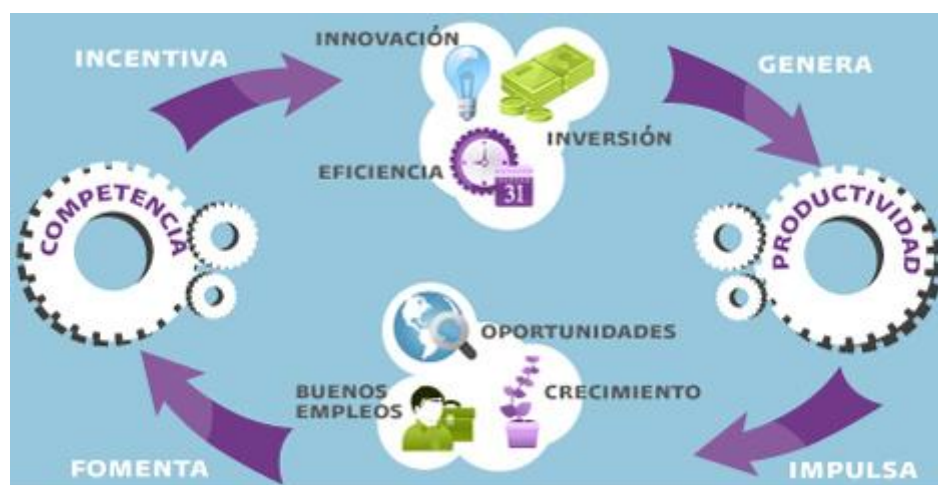 INCENTIVA
INNOVACIÓN
GENERA
INVERSIÓN
EFICIENCIA
31
COMPETENCIA
PRODUCTIVIDAD
OPORTUNIDADES
BUENOS
EMPLEOS
CRECIMIENTO
FOMENTA
IMPULSA